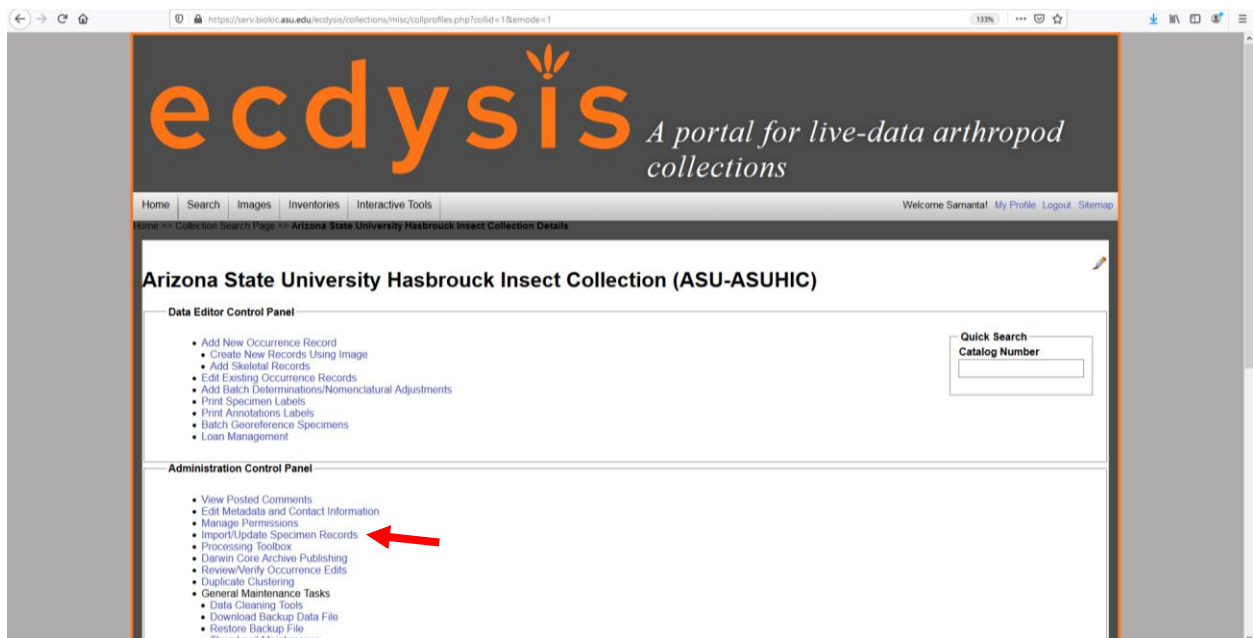 https://serv.biokic.asu.edu/ecdysis/collections/misc/collprofiles.php?collid=1&emode=1
133%
ecdysis
A portal for live-data arthropod
collections
Home Search Images Inventories Interactive Tools
Welcome Samanta! My Profile Logout Sitemap
Home >> Collection Search Page >> Arizona State University Hasbrouck Insect Collection Details
Arizona State University Hasbrouck Insect Collection (ASU-ASUHIC)
Data Editor Control Panel
Add New Occurrence Record
Create New Records Using Image
Add Skeletal Records
Edit Existing Occurrence Records
Add Batch Determinations/Nomenclatural Adjustments
Print Specimen Labels
Print Annotations Labels
Batch Georeference Specimens
Loan Management
Quick Search
Catalog Number
Administration Control Panel
View Posted Comments
Edit Metadata and Contact Information
Manage Permissions
Import/Update Specimen Records
Processing Toolbox
Darwin Core Archive Publishing
Review/Verify Occurrence Edits
Duplicate Clustering
General Maintenance Tasks
Data Cleaning Tools
Download Backup Data File
Restore Backup File